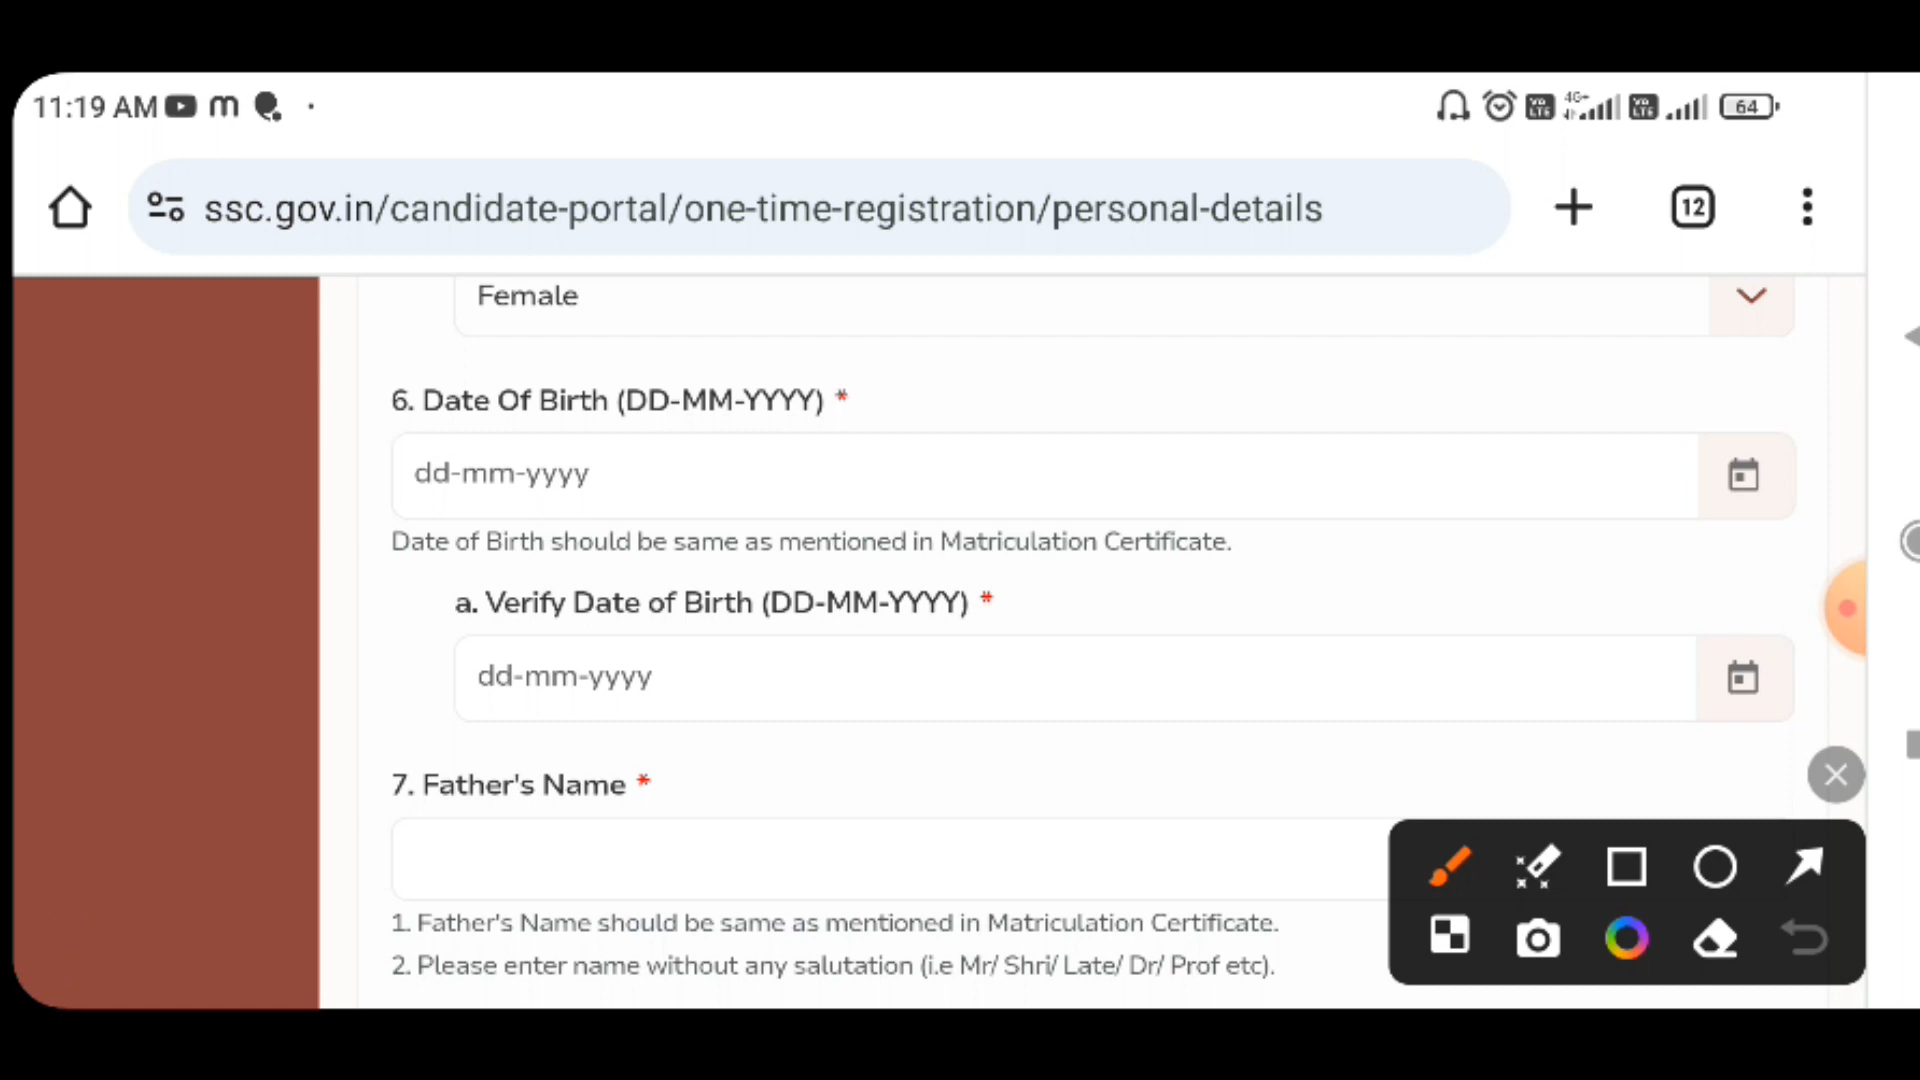 11:19 AM
4G+
64
ssc.gov.in/candidate-portal/one-time-registration/personal-details
12
Female
6. Date Of Birth (DD-MM-YYYY) *
dd-mm-yyyy
Date of Birth should be same as mentioned in Matriculation Certificate.
a. Verify Date of Birth (DD-MM-YYYY) *
dd-mm-yyyy
7. Father's Name *
1. Father's Name should be same as mentioned in Matriculation Certificate.
2. Please enter name without any salutation (i.e Mr/ Shri/ Late/ Dr/ Prof etc).